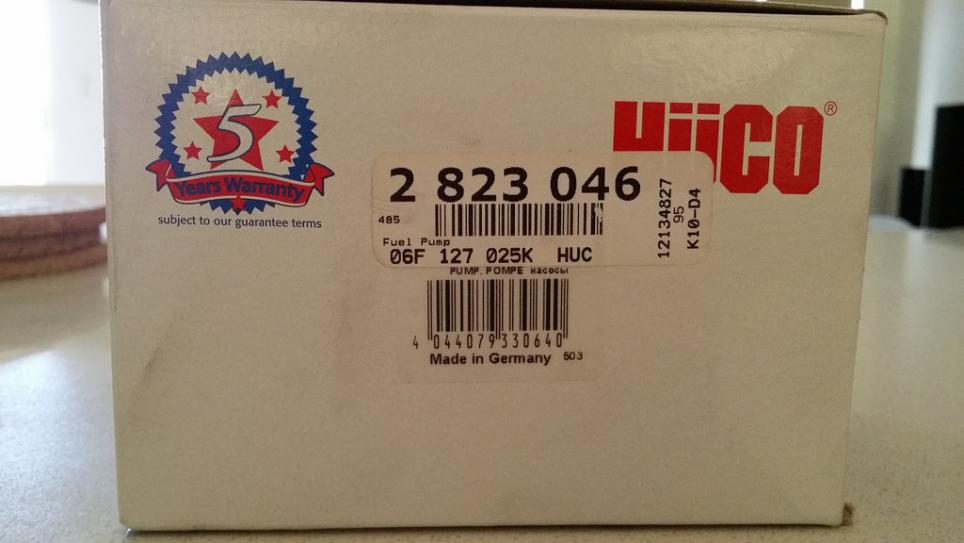 5
Years Warranty
subject to our guarantee terms
HüCO®
2 823 046
485
Fuel Pump
06F 127 025K HUC
12134827
95
K10-D4
PUMP, POMPE насосы
4 044079 330640
Made in Germany 503